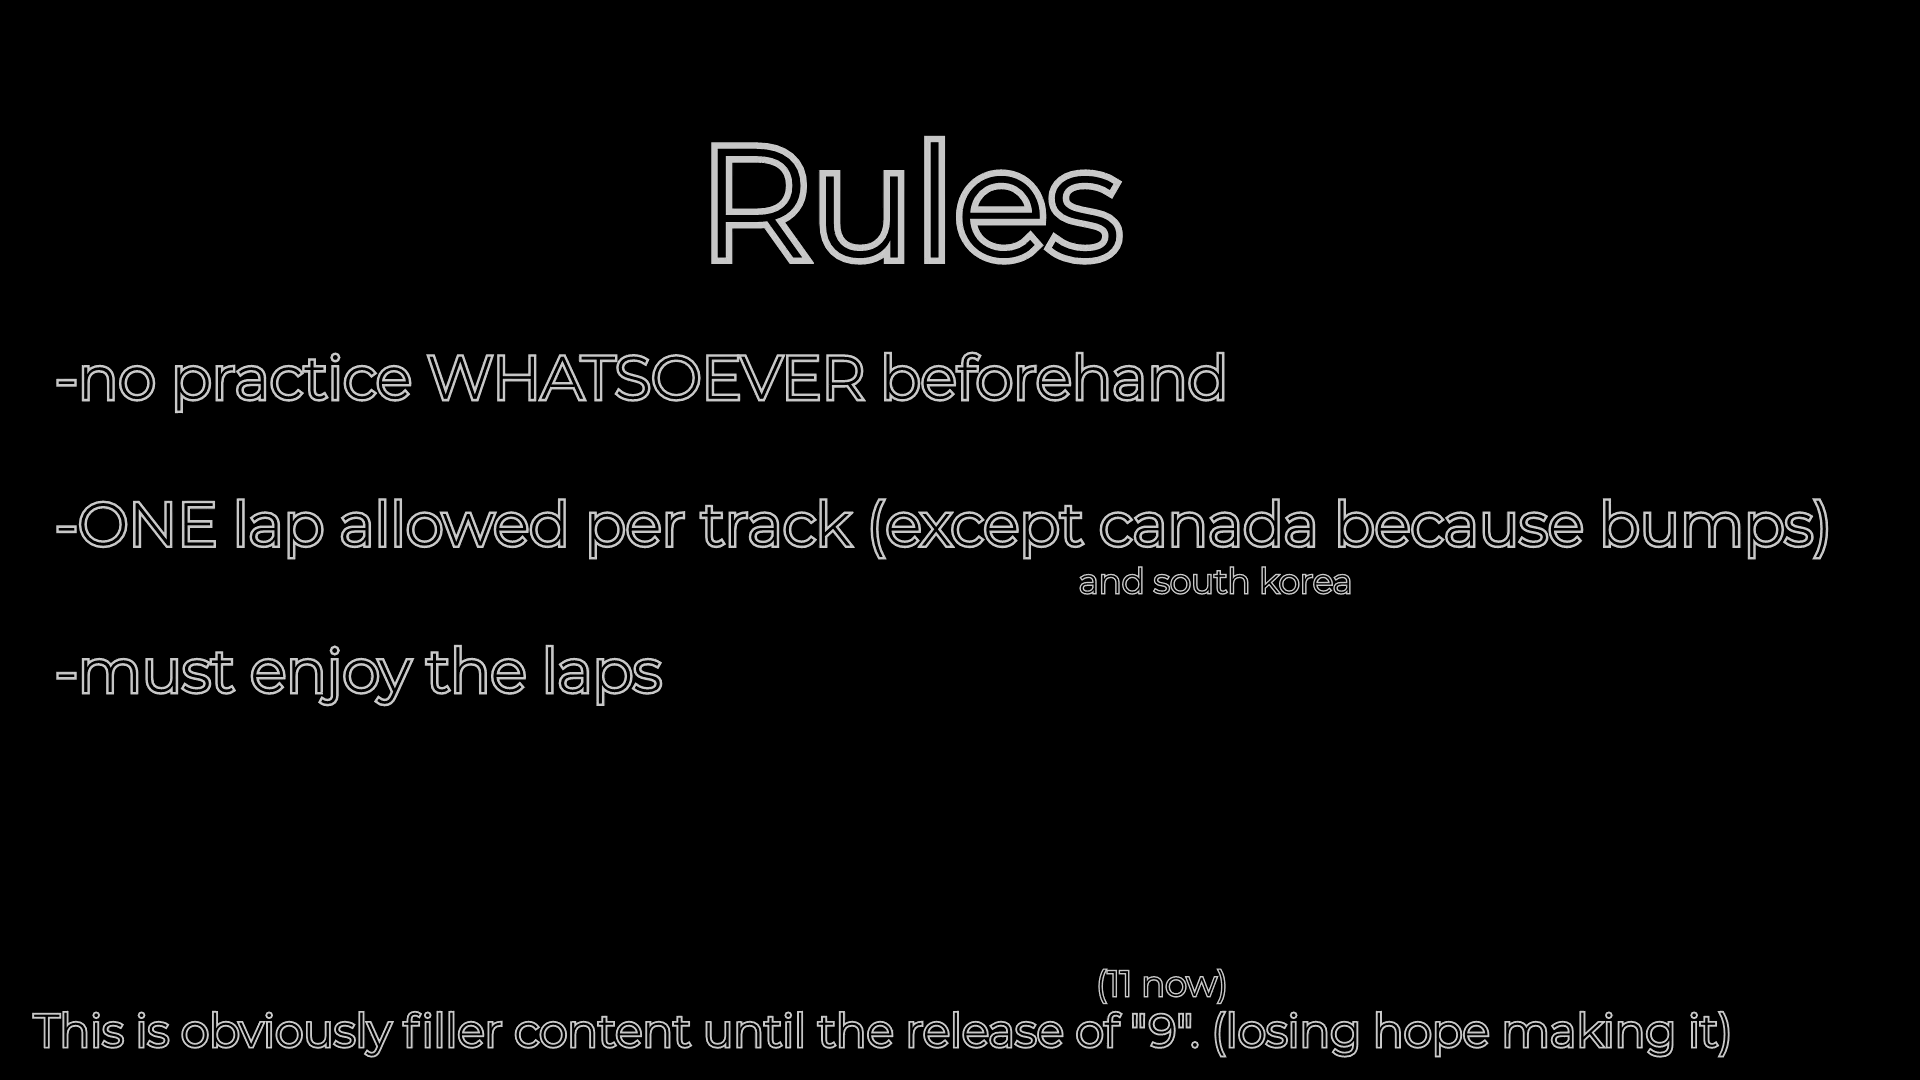 Rules
-no practice WHATSOEVER beforehand
-ONE lap allowed per track (except canada because bumps)
and south korea
-must enjoy the laps
(11 now)
This is obviously filler content until the release of "9". (losing hope making it)